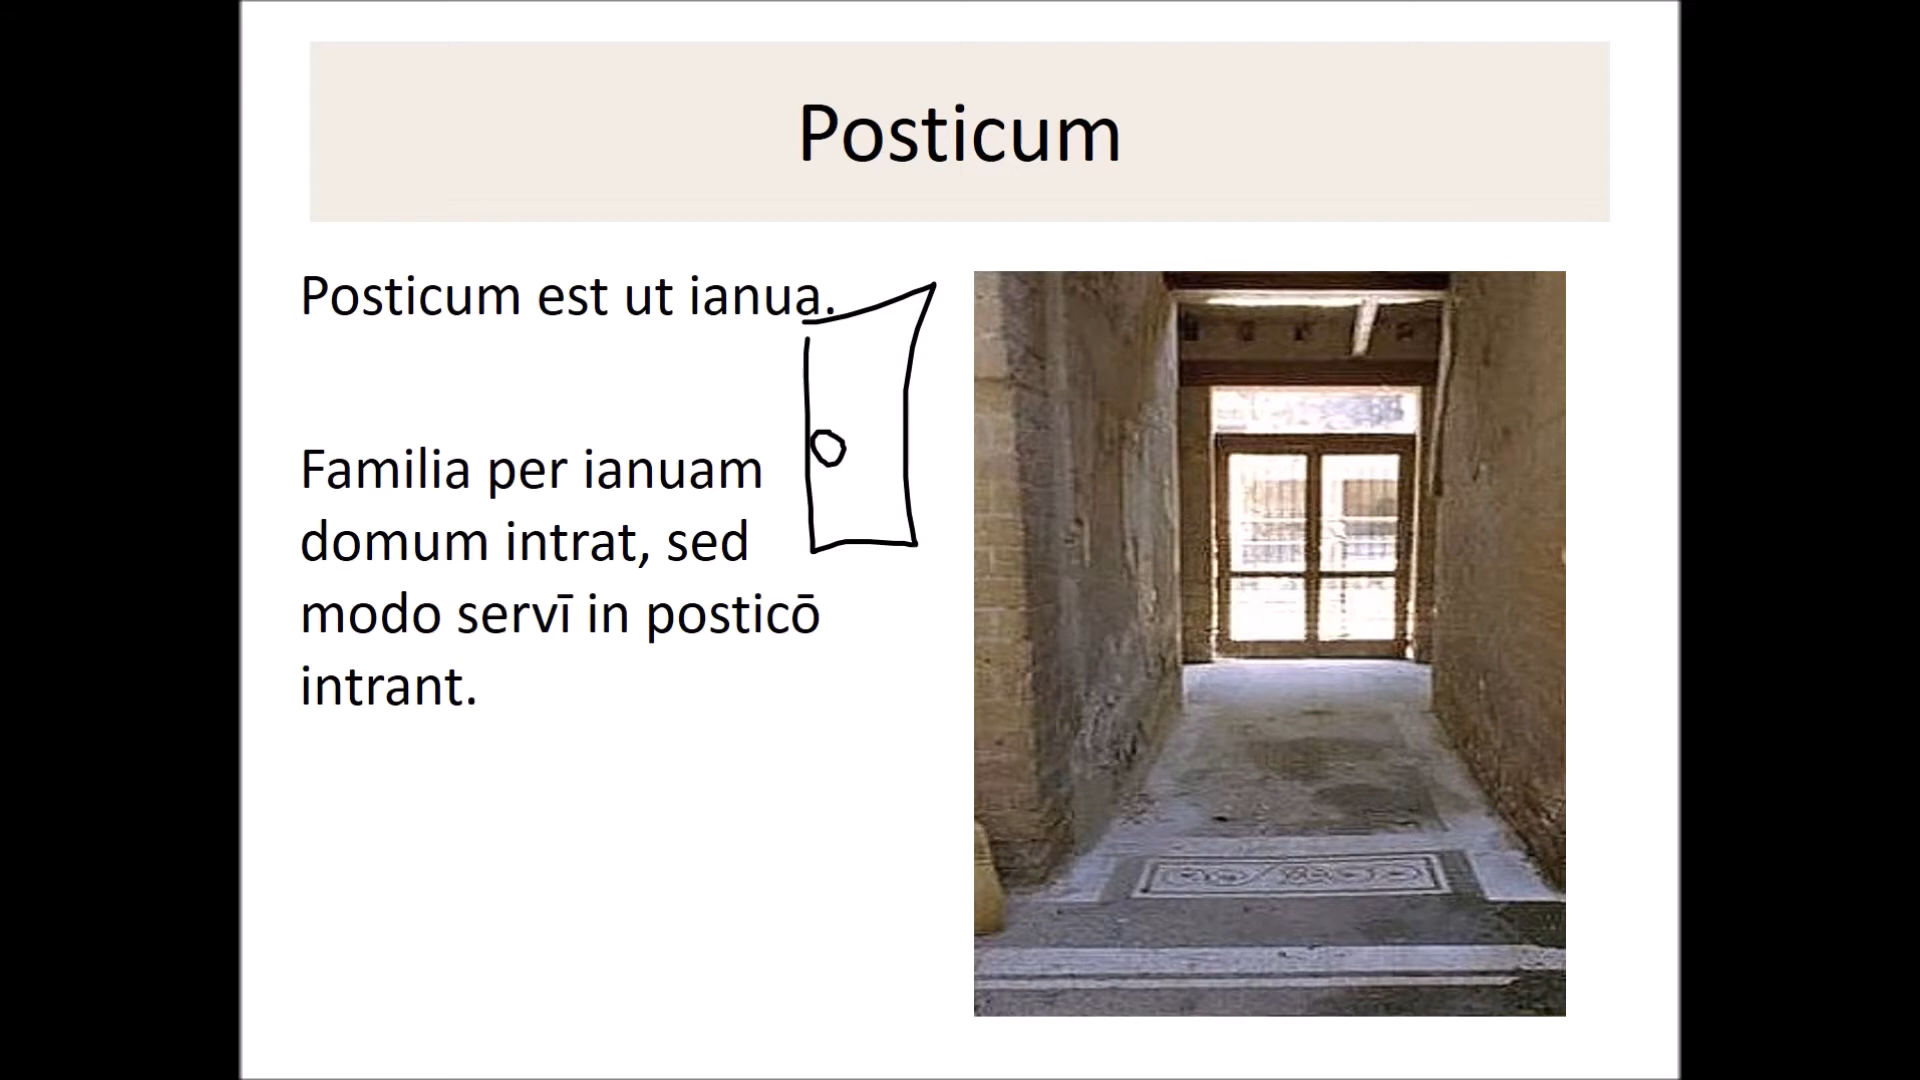 Posticum
Posticum est ut ianua.
Familia per ianuam
domum intrat, sed
modo servī in posticō
intrant.